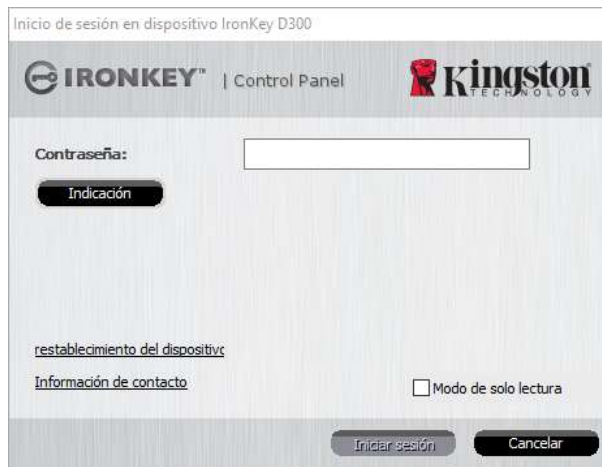 Inicio de sesión en dispositivo IronKey D300
IRONKEY™ | Control Panel
Kingston
TECHNOLOGY
Contraseña:
Indicación
restablecimiento del dispositivo
Información de contacto
Modo de solo lectura
Iniciar sesión
Cancelar